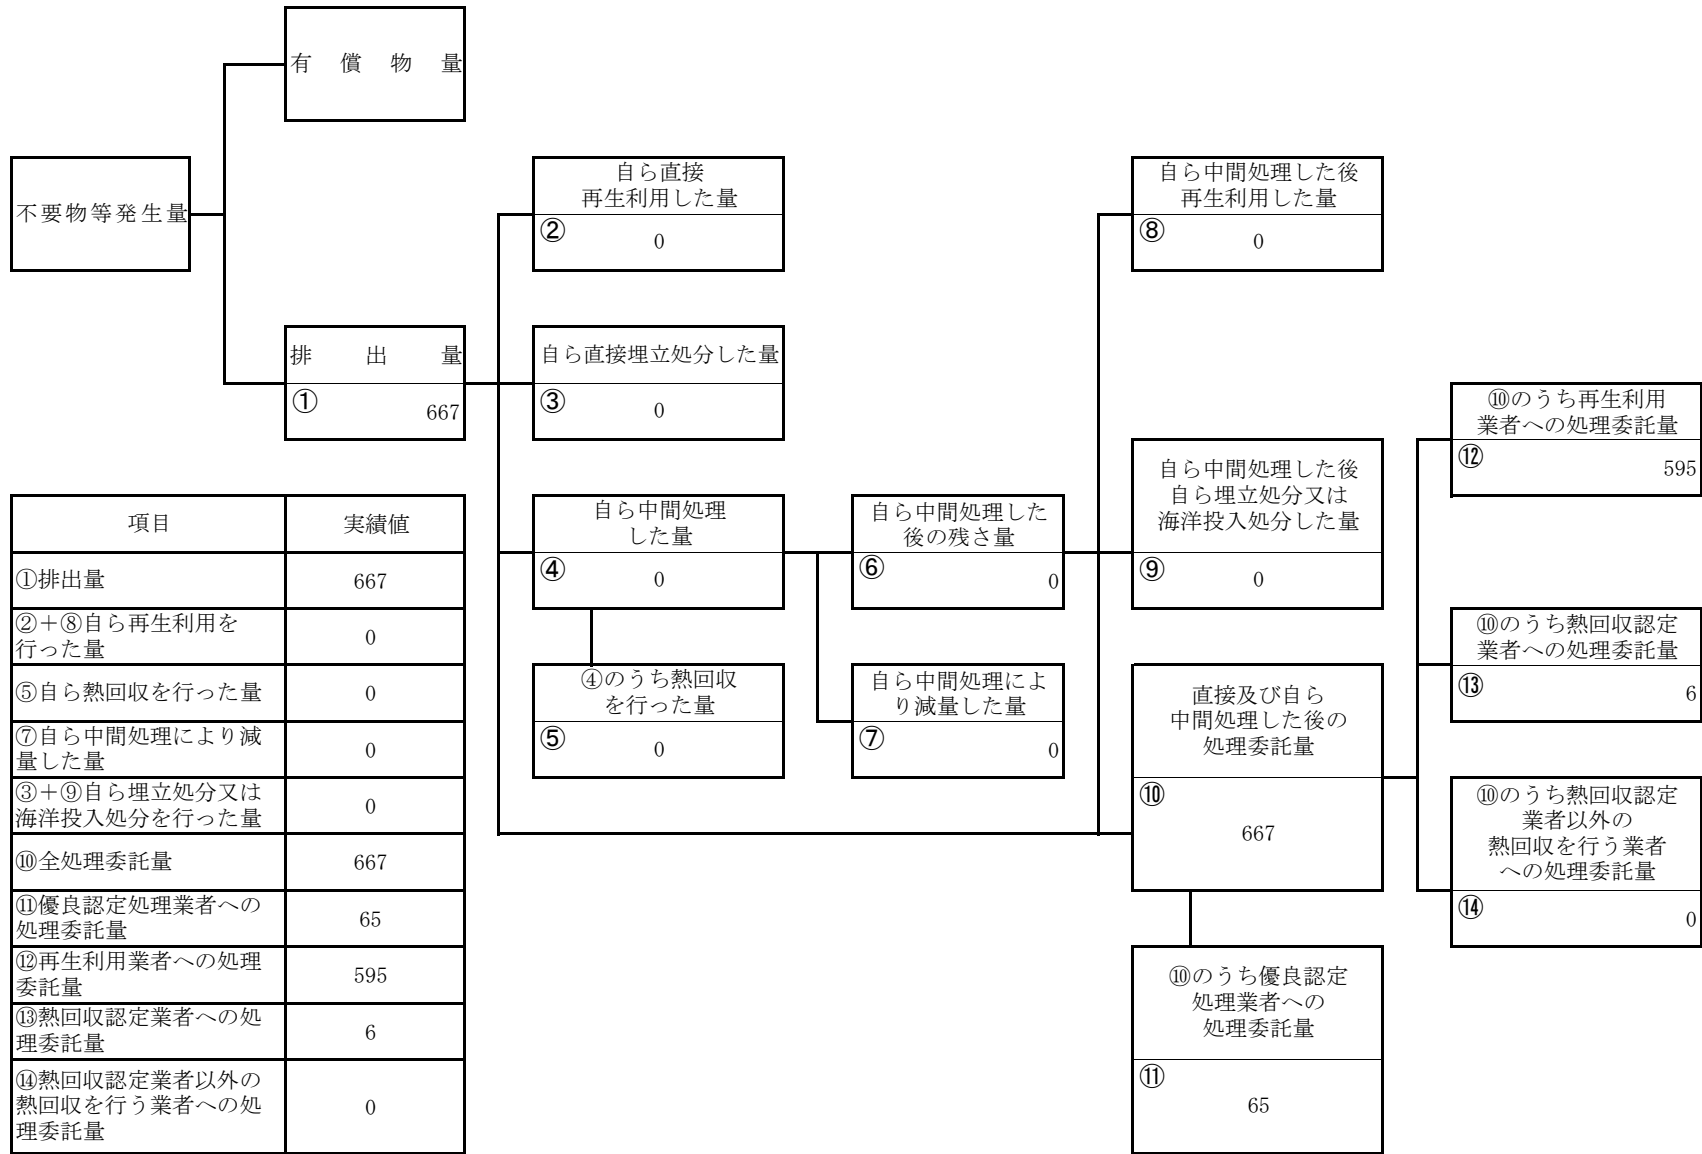 有償物量
不要物等発生量
排出量
①
667
自ら直接
再生利用した量
②
0
自ら直接埋立処分した量
③
0
自ら中間処理
した量
④
0
④のうち熱回収
を行った量
⑤
0
自ら中間処理した
後の残さ量
⑥
0
自ら中間処理によ
り減量した量
⑦
0
自ら中間処理した後
再生利用した量
⑧
0
自ら中間処理した後
自ら埋立処分又は
海洋投入処分した量
⑨
0
直接及び自ら
中間処理した後の
処理委託量
⑩
667
⑩のうち優良認定
処理業者への
処理委託量
⑪
65
⑩のうち再生利用
業者への処理委託量
⑫
595
⑩のうち熱回収認定
業者への処理委託量
⑬
6
⑩のうち熱回収認定
業者以外の
熱回収を行う業者
への処理委託量
⑭
0
項目 実績値
①排出量 667
②＋⑧自ら再生利用を
行った量 0
⑤自ら熱回収を行った量 0
⑦自ら中間処理により減
量した量 0
③＋⑨自ら埋立処分又は
海洋投入処分を行った量 0
⑩全処理委託量 667
⑪優良認定処理業者への
処理委託量 65
⑫再生利用業者への処理
委託量 595
⑬熱回収認定業者への処
理委託量 6
⑭熱回収認定業者以外の
熱回収を行う業者への処
理委託量 0